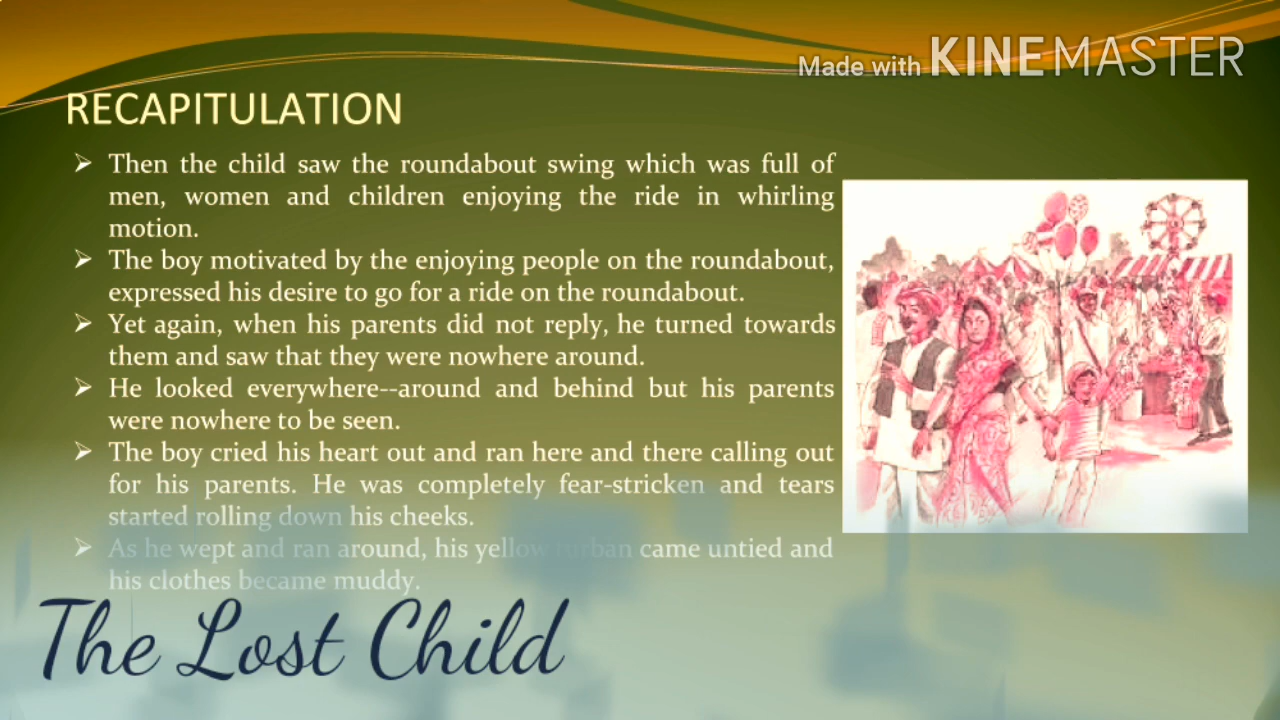 Made with KINEMASTER
RECAPITULATION
➢ Then the child saw the roundabout swing which was full of
men, women and children enjoying the ride in whirling
motion.
➢ The boy motivated by the enjoying people on the roundabout,
expressed his desire to go for a ride on the roundabout.
➢ Yet again, when his parents did not reply, he turned towards
them and saw that they were nowhere around.
➢ He looked everywhere--around and behind but his parents
were nowhere to be seen.
➢ The boy cried his heart out and ran here and there calling out
for his parents. He was completely fear-stricken and tears
started rolling down his cheeks.
➢ As he wept and ran around, his yellow turban came untied and
his clothes became muddy.
The Lost Child